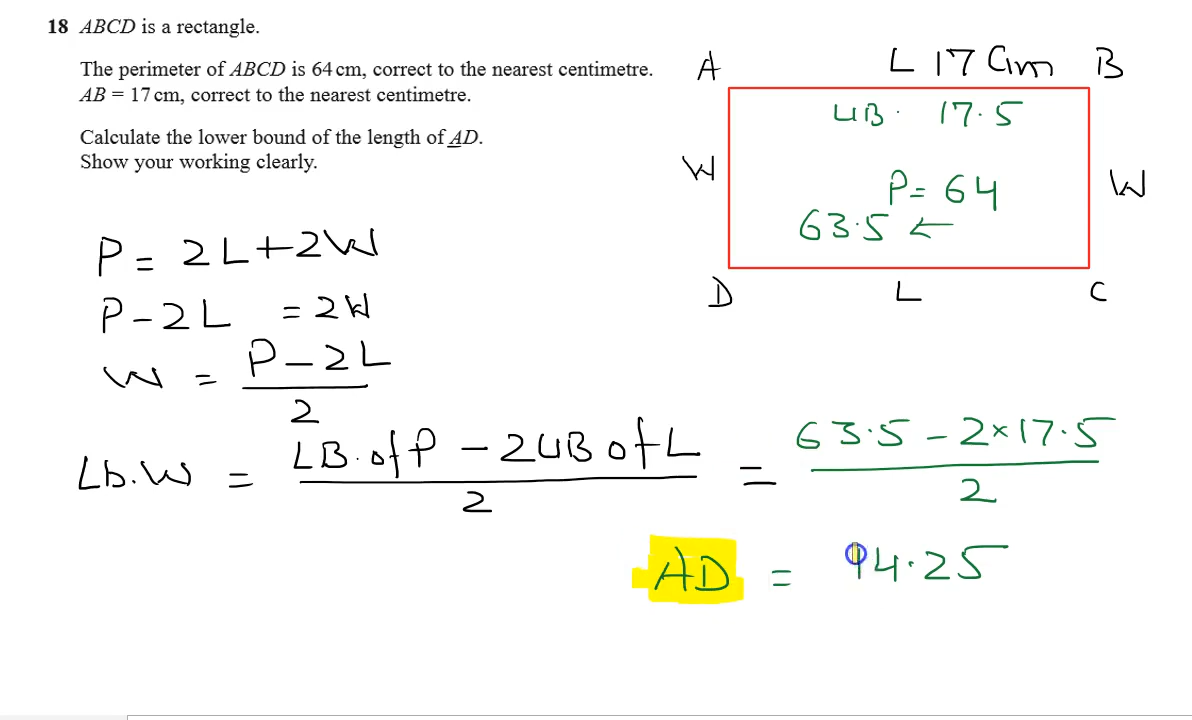 18 ABCD is a rectangle.
The perimeter of ABCD is 64 cm, correct to the nearest centimetre.
AB = 17 cm, correct to the nearest centimetre.
Calculate the lower bound of the length of AD.
Show your working clearly.
A L 17 Cm B
UB. 17.5
W W
P = 64
63.5 ←
D L C
P = 2L+2W
P-2L = 2W
W = P-2L
2
Lb.W = LB.of P - 2UB of L = 63.5 - 2×17.5
2 2
AD = 14.25